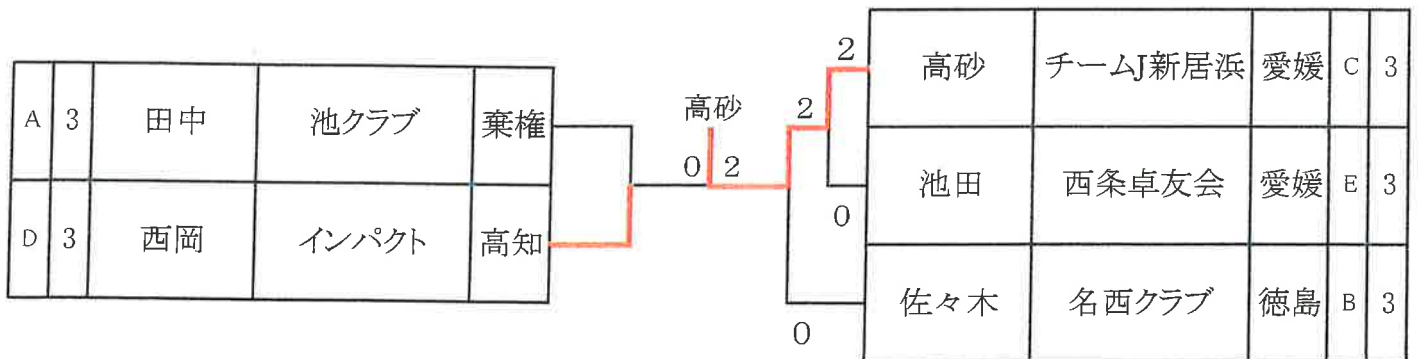 A 3 田中 池クラブ 棄権
D 3 西岡 インパクト 高知
高砂
0 2
2
2
0
0
高砂 チームJ新居浜 愛媛 C 3
池田 西条卓友会 愛媛 E 3
佐々木 名西クラブ 徳島 B 3